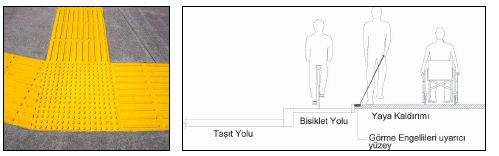 Taşıt Yolu
Bisiklet Yolu
Yaya Kaldırımı
Görme Engellileri uyarıcı
yüzey